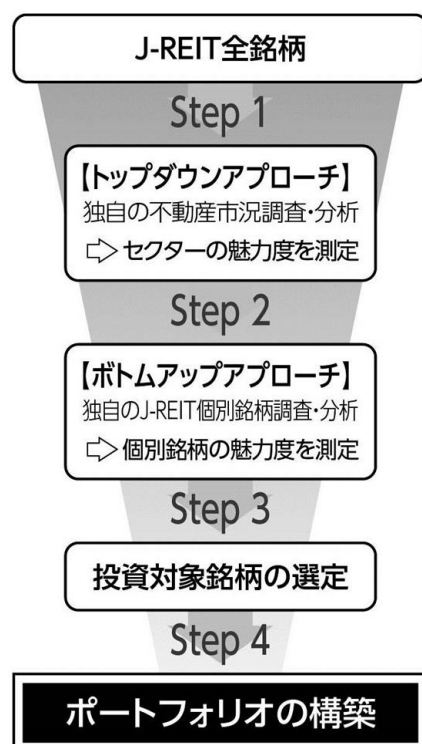 J-REIT全銘柄
Step 1
【トップダウンアプローチ】
独自の不動産市況調査・分析
⇨セクターの魅力度を測定
Step 2
【ボトムアップアプローチ】
独自のJ-REIT個別銘柄調査・分析
⇨個別銘柄の魅力度を測定
Step 3
投資対象銘柄の選定
Step 4
ポートフォリオの構築